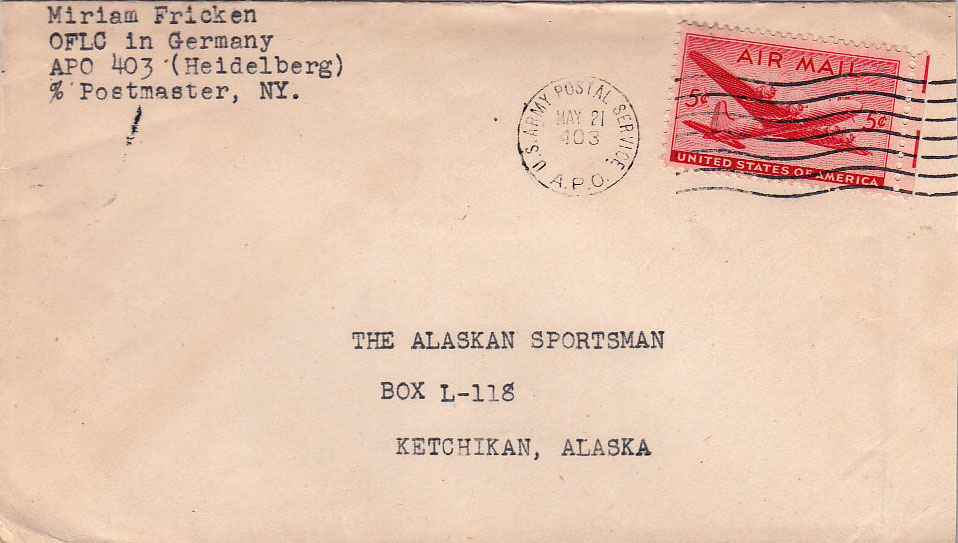 Miriam Fricken
OFLC in Germany
APO 403 (Heidelberg)
% Postmaster, NY.
U.S. ARMY POSTAL SERVICE
MAY 21
403
A.P.O.
AIR MAIL
5¢
5¢
UNITED STATES OF AMERICA
THE ALASKAN SPORTSMAN
BOX L-118
KETCHIKAN, ALASKA